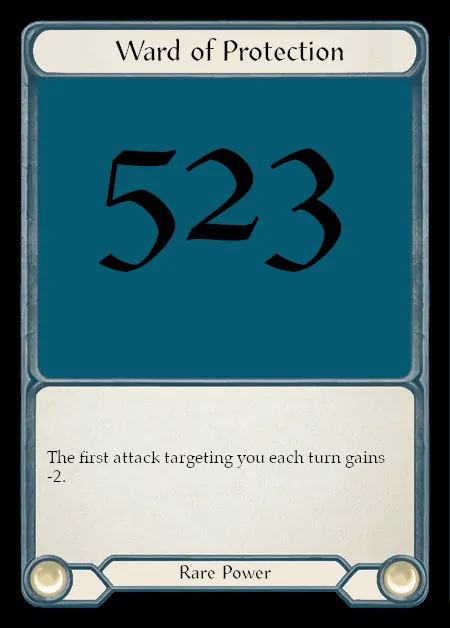 Ward of Protection
523
The first attack targeting you each turn gains
-2.
Rare Power